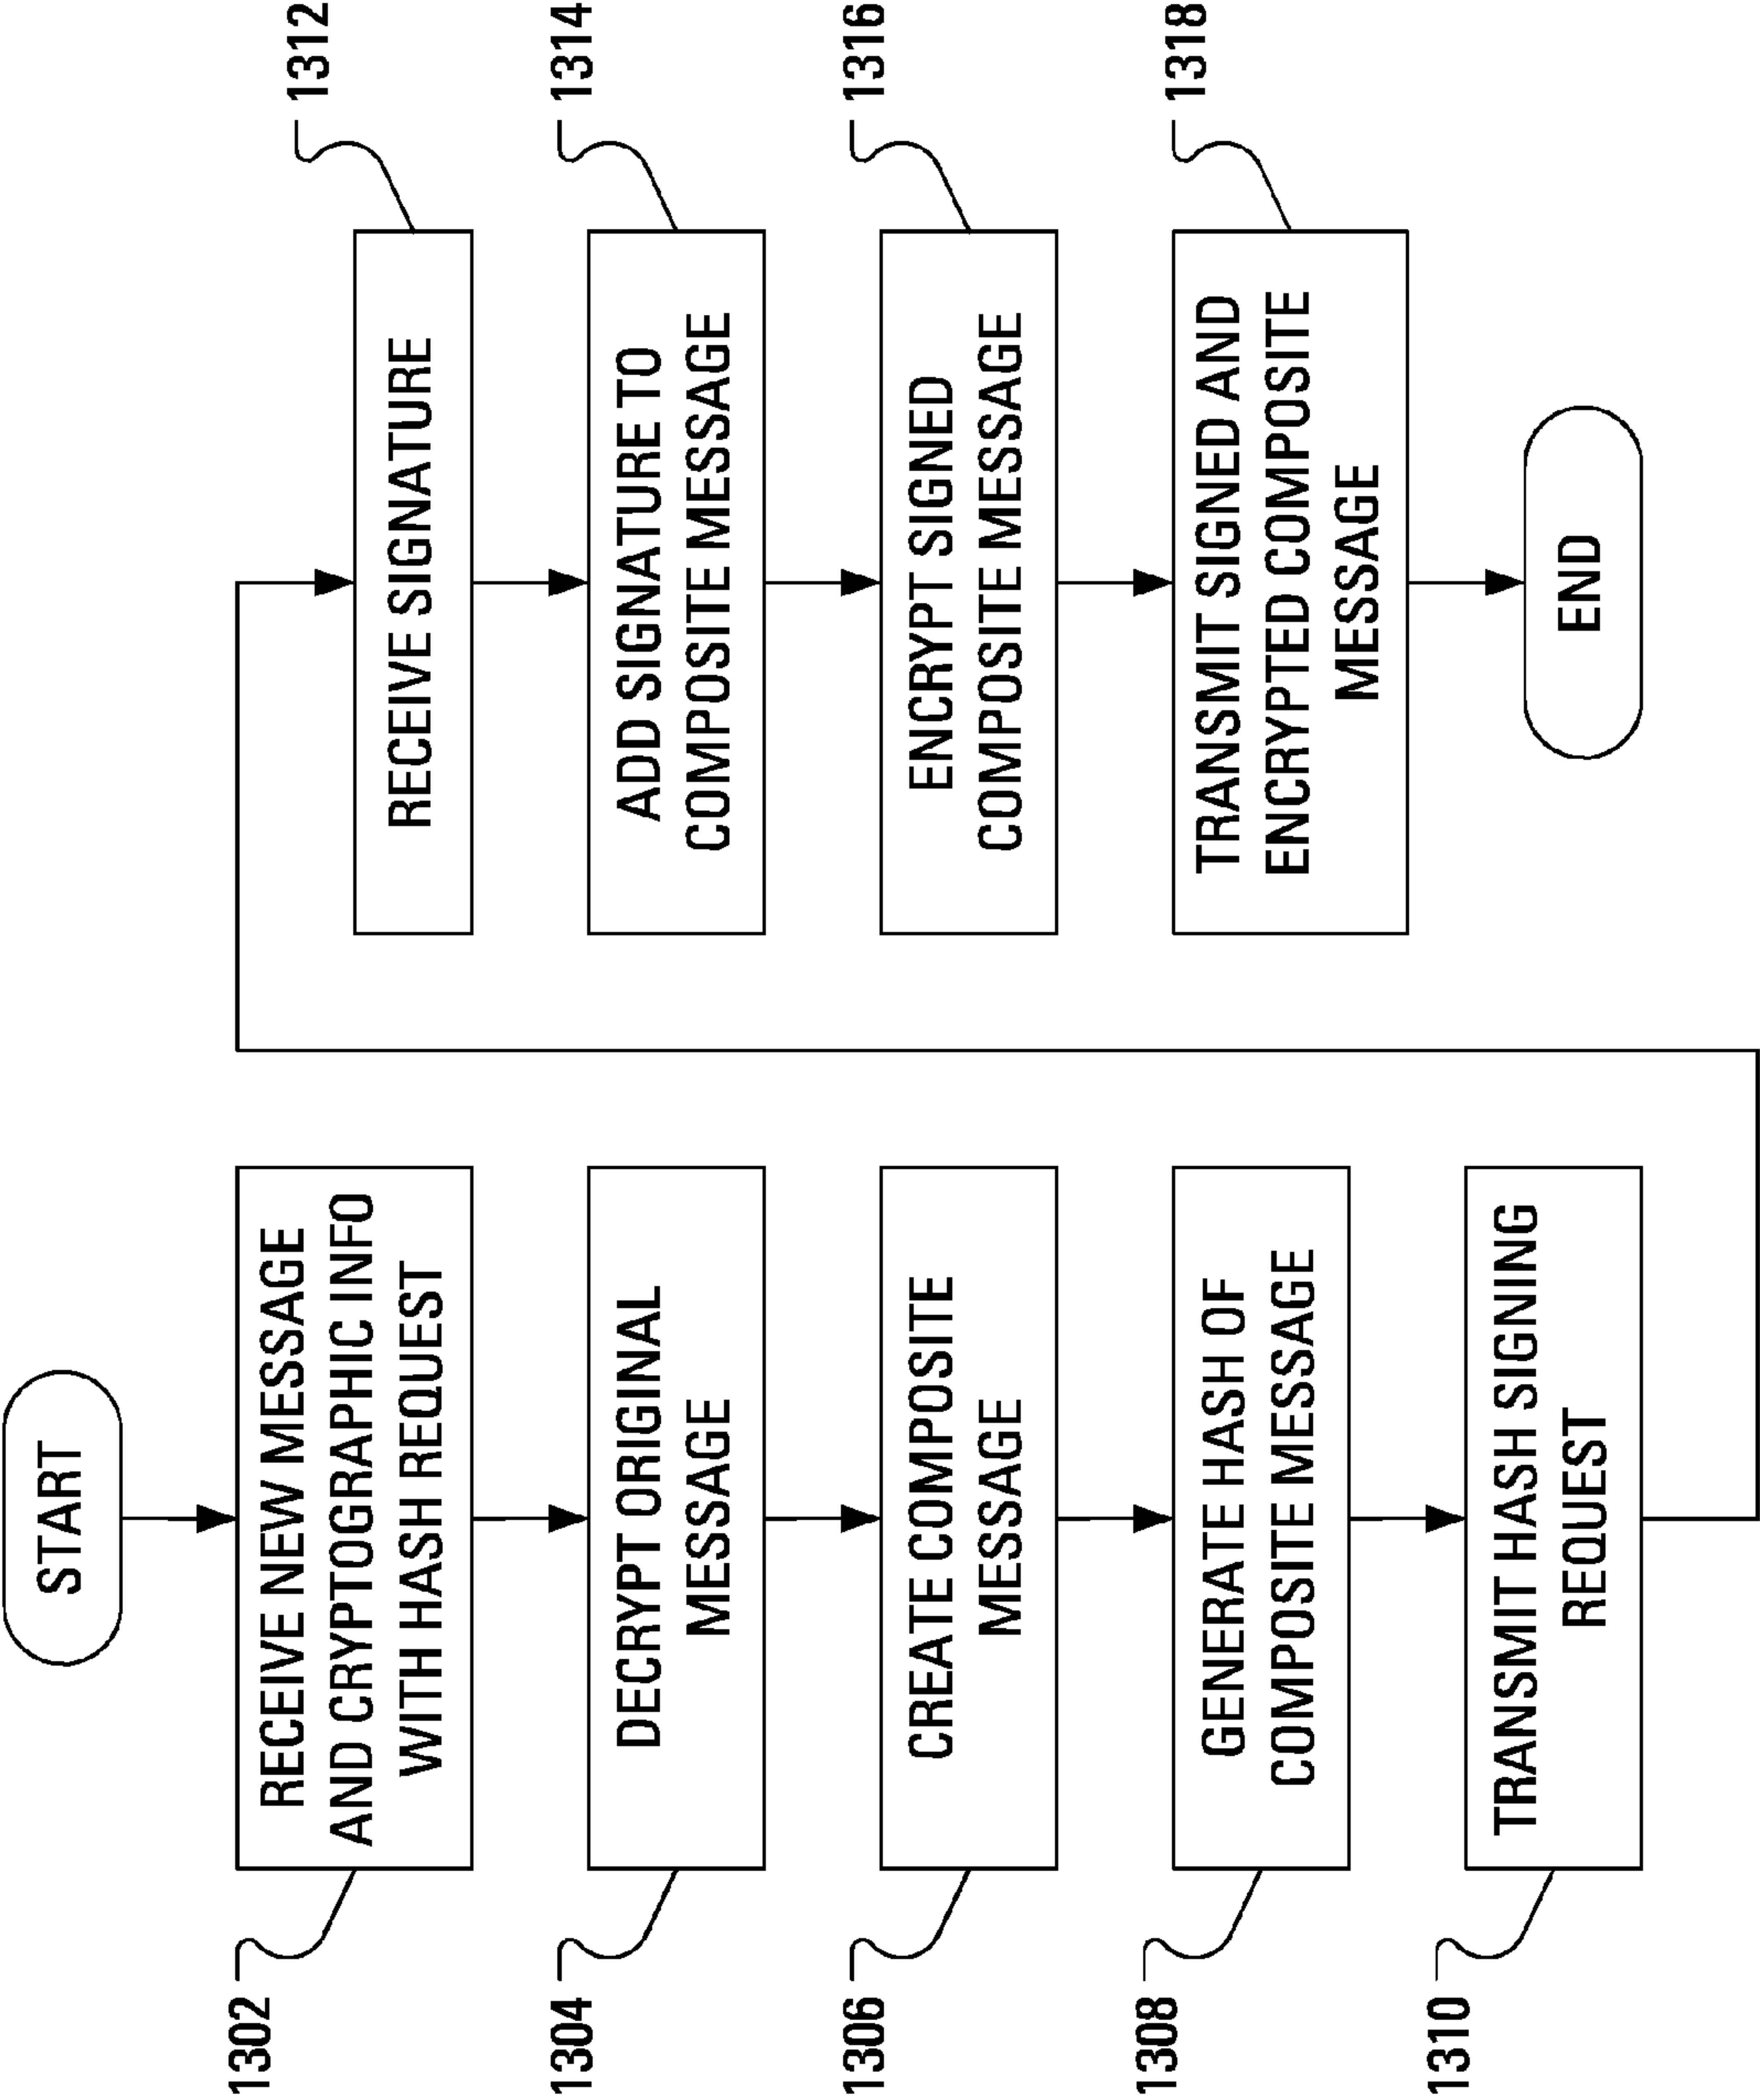 START
1302
RECEIVE NEW MESSAGE
AND CRYPTOGRAPHIC INFO
WITH HASH REQUEST
1304
DECRYPT ORIGINAL
MESSAGE
1306
CREATE COMPOSITE
MESSAGE
1308
GENERATE HASH OF
COMPOSITE MESSAGE
1310
TRANSMIT HASH SIGNING
REQUEST
RECEIVE SIGNATURE
1312
ADD SIGNATURE TO
COMPOSITE MESSAGE
1314
ENCRYPT SIGNED
COMPOSITE MESSAGE
1316
TRANSMIT SIGNED AND
ENCRYPTED COMPOSITE
MESSAGE
1318
END